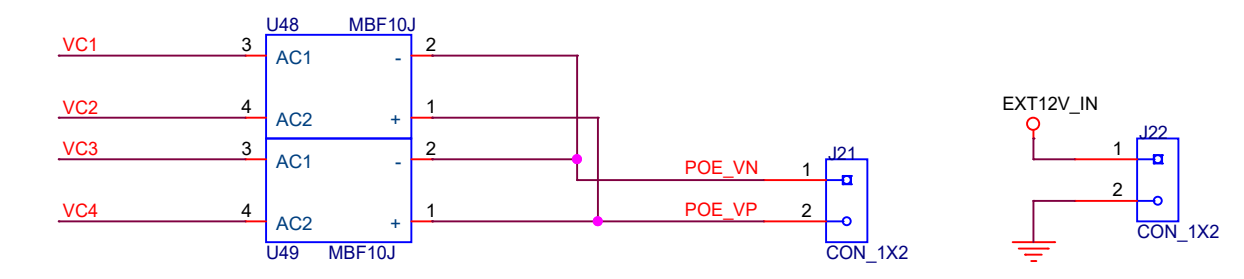 U48 MBF10J
VC1 3 AC1 - 2
VC2 4 AC2 + 1
VC3 3 AC1 - 2
VC4 4 AC2 + 1
U49 MBF10J
POE_VN 1 J21
POE_VP 2
CON_1X2
EXT12V_IN
J22
1
2
CON_1X2